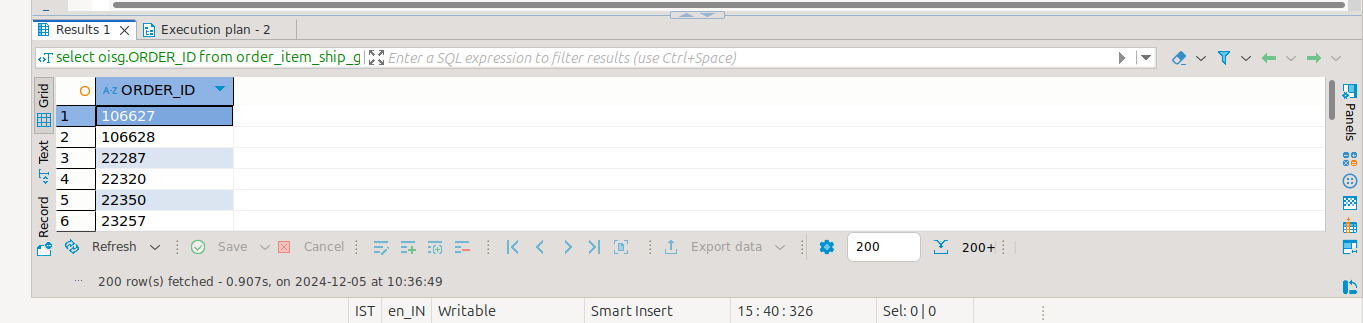 Results 1 Execution plan - 2
select oisg.ORDER_ID from order_item_ship_g Enter a SQL expression to filter results (use Ctrl+Space)
Grid
Text
Record
A-Z ORDER_ID
1 106627
2 106628
3 22287
4 22320
5 22350
6 23257
Panels
Refresh Save Cancel Export data 200 200+
... 200 row(s) fetched - 0.907s, on 2024-12-05 at 10:36:49
IST en_IN Writable Smart Insert 15 : 40 : 326 Sel: 0 | 0